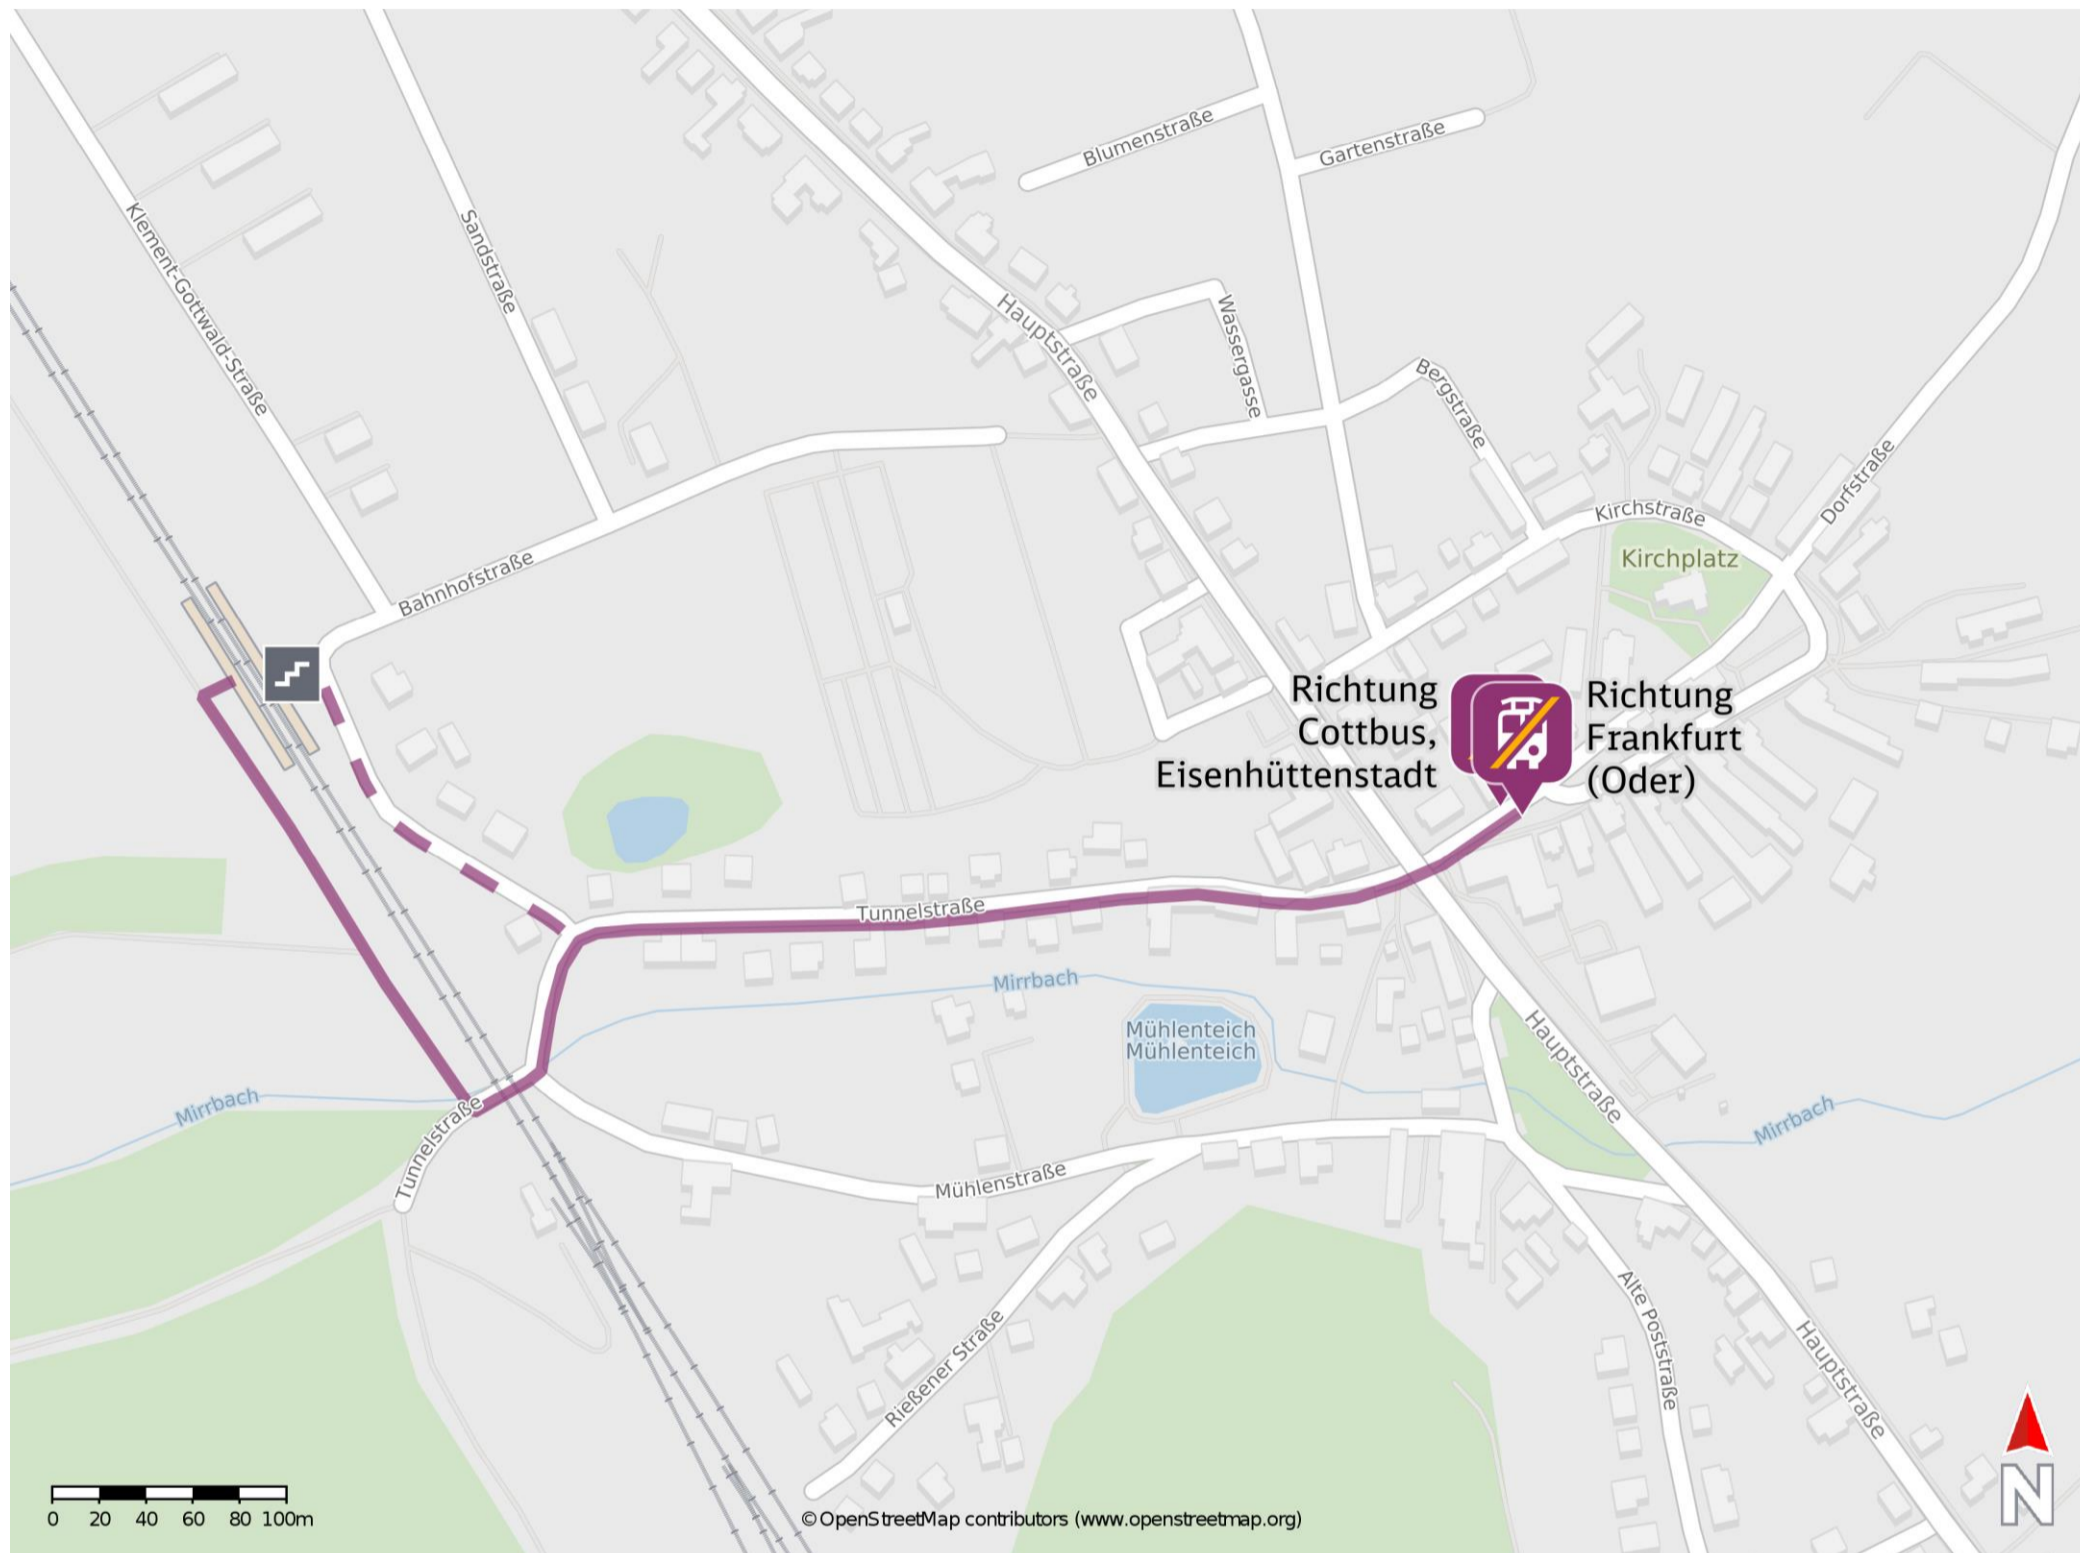 Blumenstraße
Gartenstraße
Klement-Gottwald-Straße
Sandstraße
Hauptstraße
Wassergasse
Bergstraße
Dorfstraße
Kirchstraße
Kirchplatz
Bahnhofstraße
Richtung
Cottbus,
Eisenhüttenstadt
Richtung
Frankfurt
(Oder)
Tunnelstraße
Mirrbach
Mühlenteich
Mühlenteich
Hauptstraße
Mirrbach
Tunnelstraße
Mirrbach
Mühlenstraße
Rießener Straße
Alte Poststraße
Hauptstraße
N
0 20 40 60 80 100m
© OpenStreetMap contributors (www.openstreetmap.org)